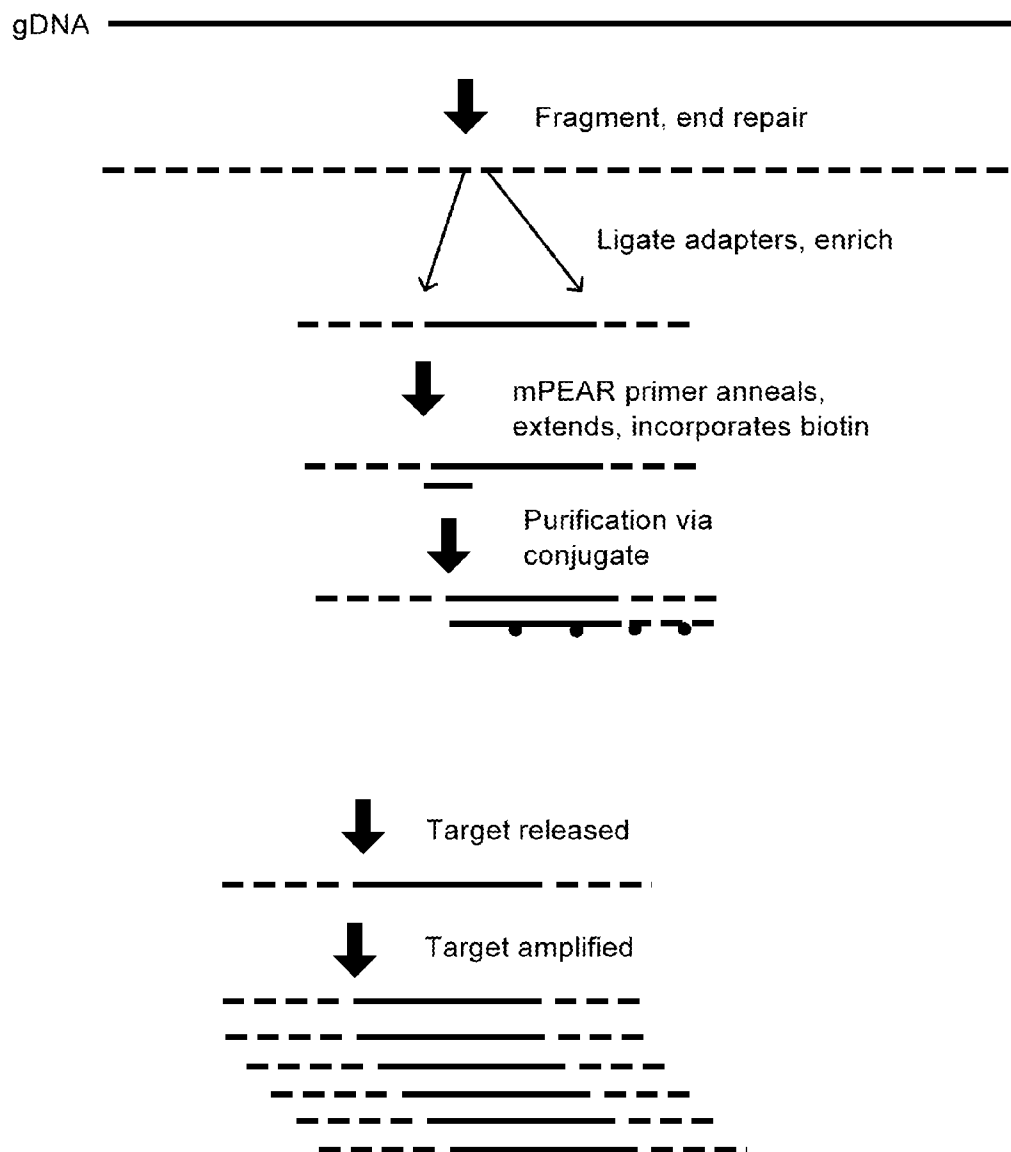 gDNA
Fragment, end repair
Ligate adapters, enrich
mPEAR primer anneals,
extends, incorporates biotin
Purification via
conjugate
Target released
Target amplified